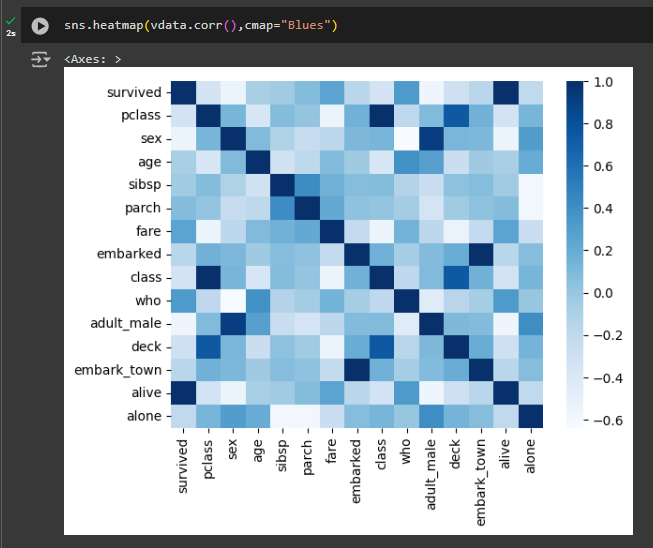 sns.heatmap(vdata.corr(),cmap="Blues")
2s
<Axes: >
survived
pclass
sex
age
sibsp
parch
fare
embarked
class
who
adult_male
deck
embark_town
alive
alone
survived
pclass
sex
age
sibsp
parch
fare
embarked
class
who
adult_male
deck
embark_town
alive
alone
1.0
0.8
0.6
0.4
0.2
0.0
−0.2
−0.4
−0.6